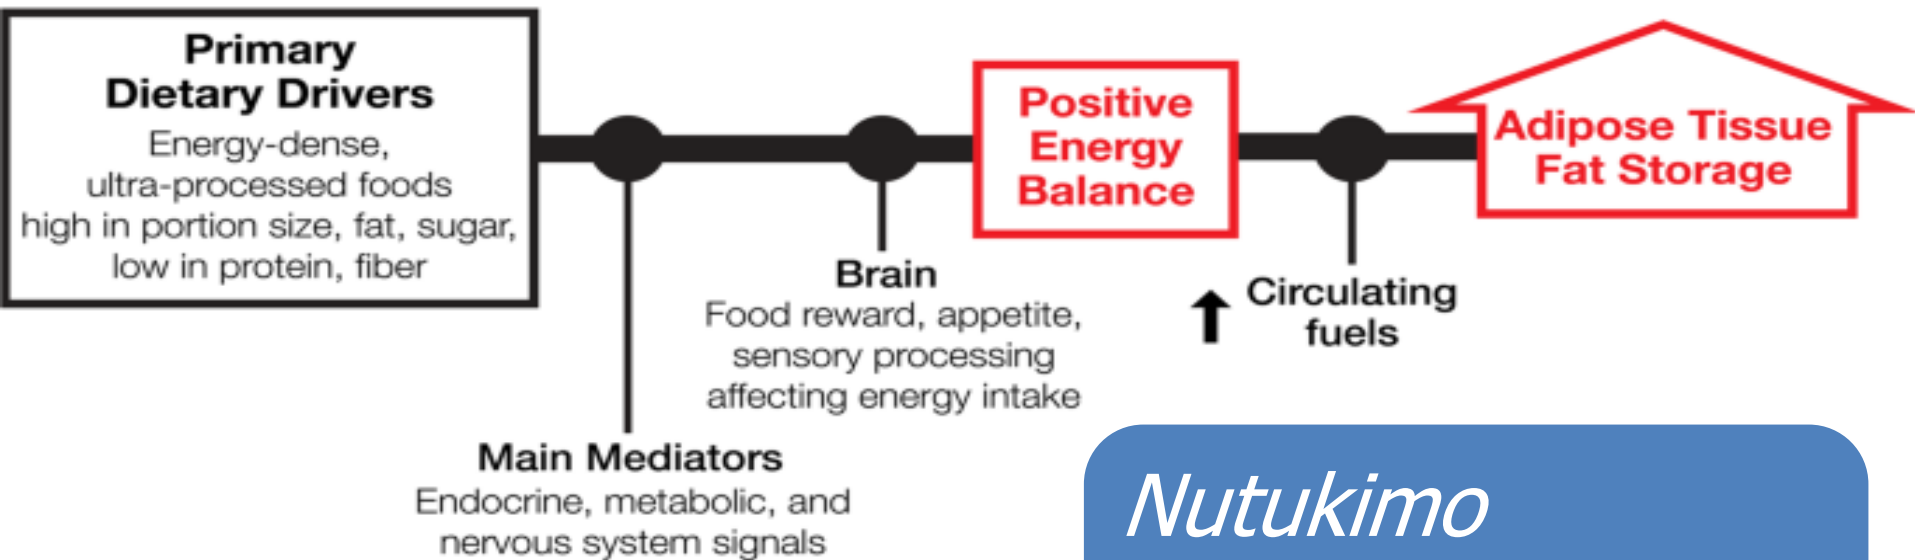 Primary
Dietary Drivers
Energy-dense,
ultra-processed foods
high in portion size, fat, sugar,
low in protein, fiber
Main Mediators
Endocrine, metabolic, and
nervous system signals
Brain
Food reward, appetite,
sensory processing
affecting energy intake
Positive
Energy
Balance
Circulating
fuels
Adipose Tissue
Fat Storage
Nutukimo